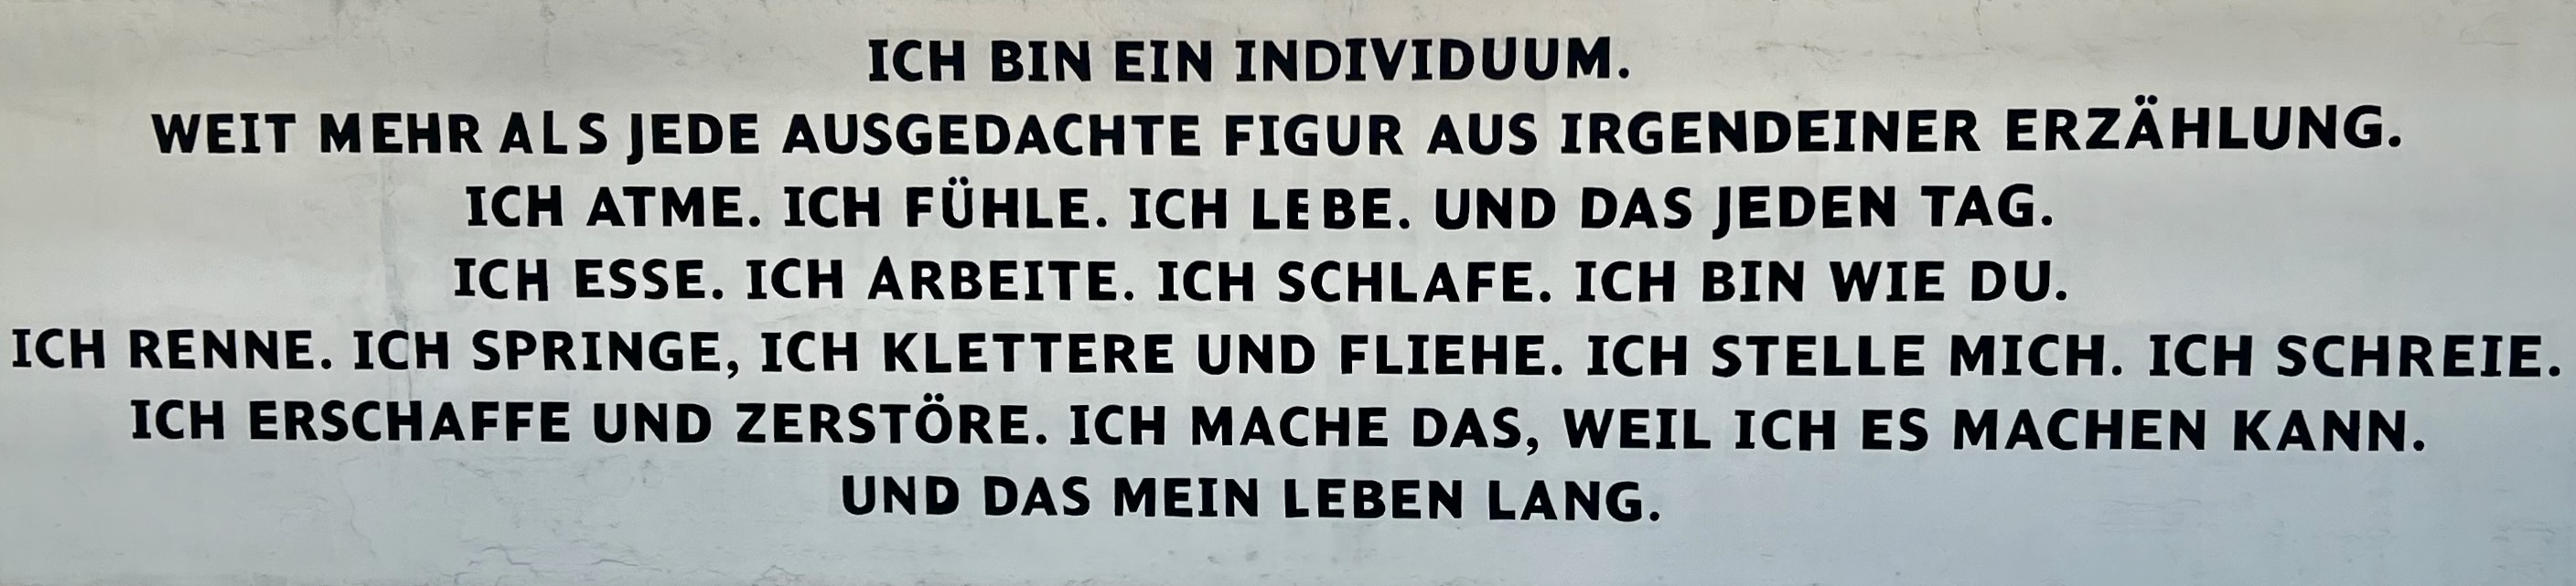 ICH BIN EIN INDIVIDUUM.
WEIT MEHR ALS JEDE AUSGEDACHTE FIGUR AUS IRGENDEINER ERZÄHLUNG.
ICH ATME. ICH FÜHLE. ICH LEBE. UND DAS JEDEN TAG.
ICH ESSE. ICH ARBEITE. ICH SCHLAFE. ICH BIN WIE DU.
ICH RENNE. ICH SPRINGE, ICH KLETTERE UND FLIEHE. ICH STELLE MICH. ICH SCHREIE.
ICH ERSCHAFFE UND ZERSTÖRE. ICH MACHE DAS, WEIL ICH ES MACHEN KANN.
UND DAS MEIN LEBEN LANG.